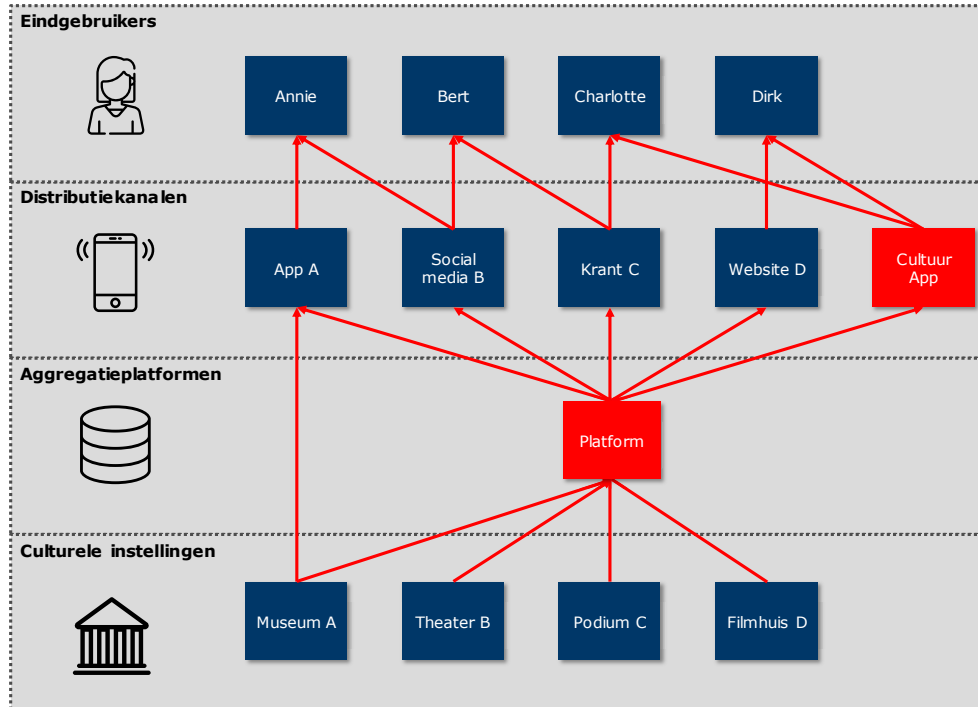 Eindgebruikers
Annie
Bert
Charlotte
Dirk
Distributiekanalen
App A
Social
media B
Krant C
Website D
Cultuur
App
Aggregatieplatformen
Platform
Culturele instellingen
Museum A
Theater B
Podium C
Filmhuis D